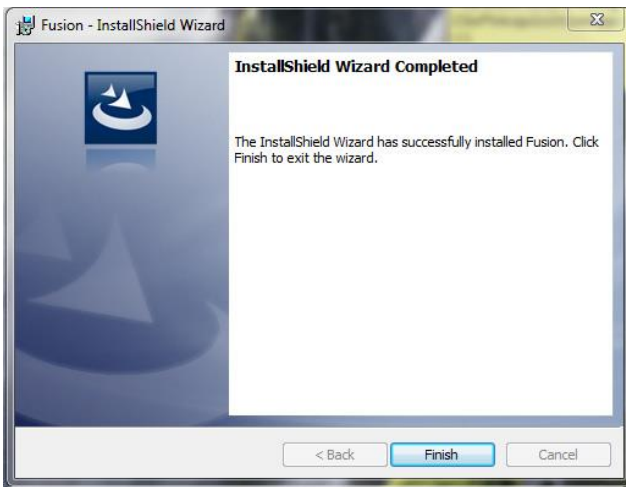 Fusion - InstallShield Wizard
InstallShield Wizard Completed
The InstallShield Wizard has successfully installed Fusion. Click
Finish to exit the wizard.
< Back
Finish
Cancel